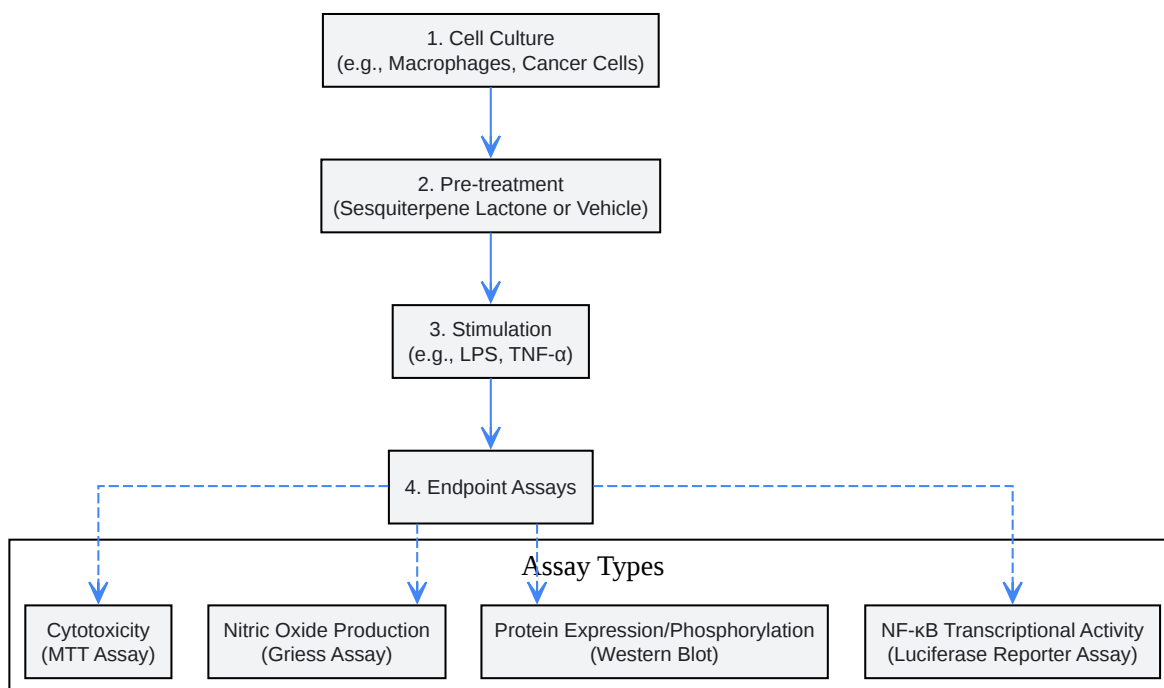 1. Cell Culture
(e.g., Macrophages, Cancer Cells)
2. Pre-treatment
(Sesquiterpene Lactone or Vehicle)
3. Stimulation
(e.g., LPS, TNF-α)
4. Endpoint Assays
Assay Types
Cytotoxicity
(MTT Assay)
Nitric Oxide Production
(Griess Assay)
Protein Expression/Phosphorylation
(Western Blot)
NF-κB Transcriptional Activity
(Luciferase Reporter Assay)